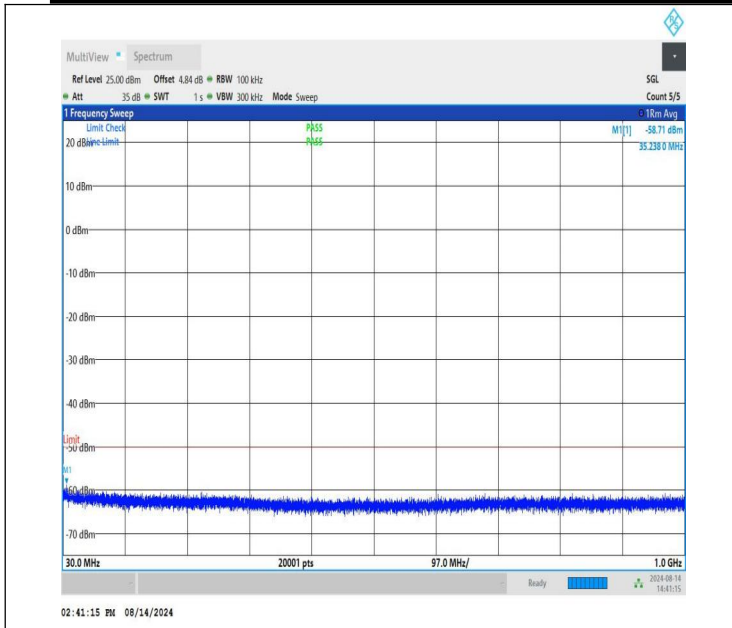 R S
MultiView Spectrum
Ref Level 25.00 dBm Offset 4.84 dB RBW 100 kHz SGL
Att 35 dB SWT 1 s VBW 300 kHz Mode Sweep Count 5/5
1 Frequency Sweep 1Rm Avg
Limit Check PASS M1[1] -58.71 dBm
20 dBm Line Limit PASS 35.238 0 MHz
10 dBm
0 dBm
-10 dBm
-20 dBm
-30 dBm
-40 dBm
Limit
-50 dBm
M1
-60 dBm
-70 dBm
30.0 MHz 20001 pts 97.0 MHz/ 1.0 GHz
Ready 2024-08-14
14:41:15
02:41:15 PM 08/14/2024